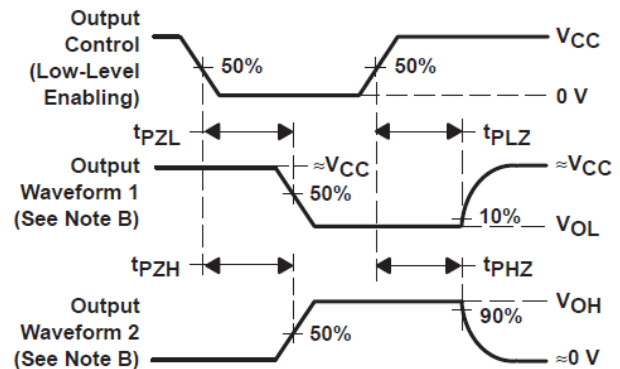 Output
Control
(Low-Level
Enabling)
50%
50%
VCC
0 V
tPZL
tPLZ
Output
Waveform 1
(See Note B)
≈VCC
50%
≈VCC
10%
VOL
tPZH
tPHZ
Output
Waveform 2
(See Note B)
50%
VOH
90%
≈0 V